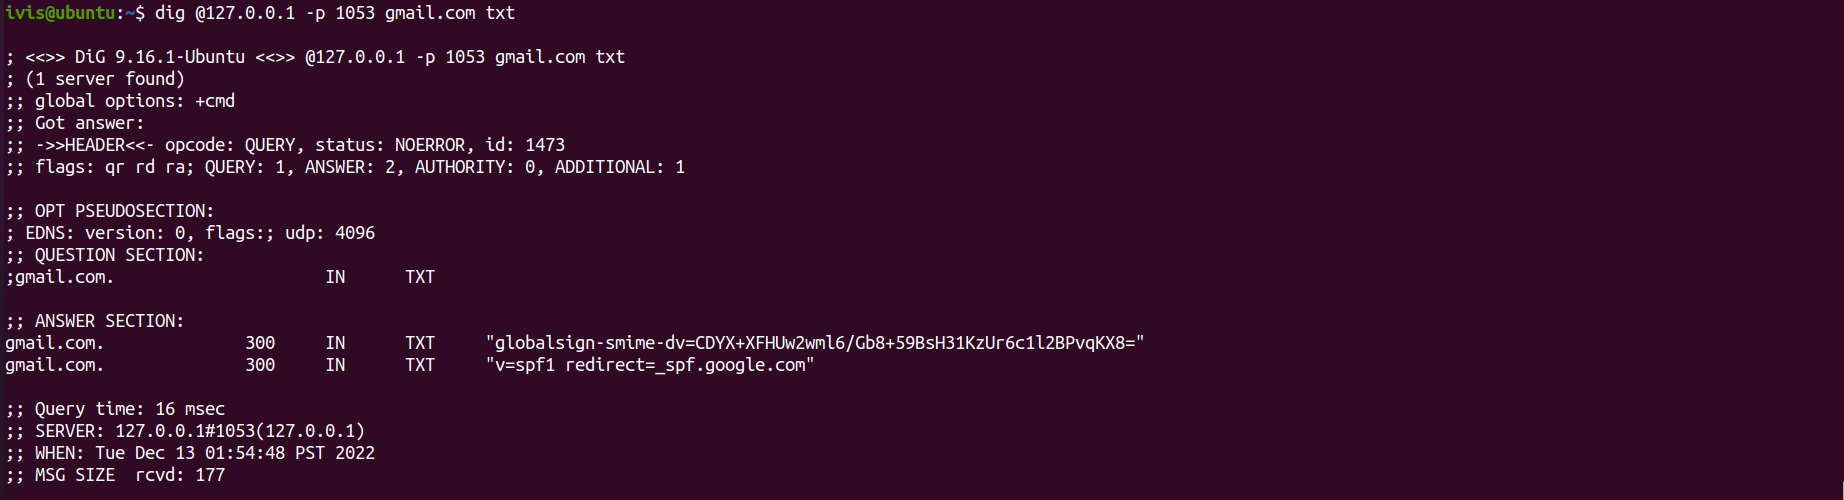 ivis@ubuntu:~$ dig @127.0.0.1 -p 1053 gmail.com txt
; <<>> DiG 9.16.1-Ubuntu <<>> @127.0.0.1 -p 1053 gmail.com txt
; (1 server found)
;; global options: +cmd
;; Got answer:
;; ->>HEADER<<- opcode: QUERY, status: NOERROR, id: 1473
;; flags: qr rd ra; QUERY: 1, ANSWER: 2, AUTHORITY: 0, ADDITIONAL: 1
;; OPT PSEUDOSECTION:
; EDNS: version: 0, flags:; udp: 4096
;; QUESTION SECTION:
;gmail.com. IN TXT
;; ANSWER SECTION:
gmail.com. 300 IN TXT "globalsign-smime-dv=CDYX+XFHUw2wml6/Gb8+59BsH31KzUr6c1l2BPvqKX8="
gmail.com. 300 IN TXT "v=spf1 redirect=_spf.google.com"
;; Query time: 16 msec
;; SERVER: 127.0.0.1#1053(127.0.0.1)
;; WHEN: Tue Dec 13 01:54:48 PST 2022
;; MSG SIZE rcvd: 177